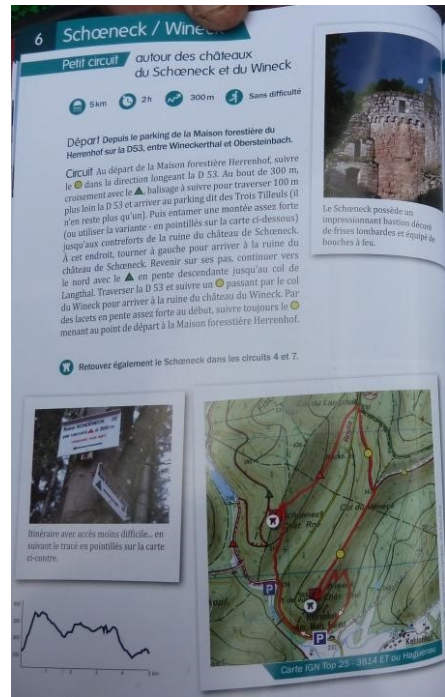 6 Schœneck / Wineck
Petit circuit autour des châteaux
du Schœneck et du Wineck
5 km 2 h 300 m Sans difficulté
Départ Depuis le parking de la Maison forestière du
Herrenhof sur la D53, entre Wineckerthal et Obersteinbach.
Circuit Au départ de la Maison forestière Herrenhof, suivre
le dans la direction longeant la D 53. Au bout de 300 m,
croisement avec le , balisage à suivre pour traverser 100 m
plus loin la D 53 et arriver au parking dit des Trois Tilleuls (il
n'en reste plus qu'un). Puis entamer une montée assez forte
(ou utiliser la variante - en pointillés sur la carte ci-dessous)
jusqu'aux contreforts de la ruine du château de Schœneck.
À cet endroit, tourner à gauche pour arriver à la ruine du
château de Schœneck. Revenir sur ses pas, continuer vers
le nord avec le en pente descendante jusqu'au col de
Langthal. Traverser la D 53 et suivre un passant par le col
du Wineck pour arriver à la ruine du château du Wineck. Par
des lacets en pente assez forte au début, suivre toujours le
menant au point de départ à la Maison foresstière Herrenhof.
Retrouvez également le Schœneck dans les circuits 4 et 7.
Le Schœneck possède un
impressionnant bastion décoré
de frises lombardes et équipé de
bouches à feu.
Ruine SCHOENECK
Itinéraire avec accès moins difficile... en
suivant le tracé en pointillés sur la carte
ci-contre.
Schœneck
Chât. Rné
Col du Wineck
Wineck
P
P
Carte IGN Top 25 - 3814 ET ou Haguenau